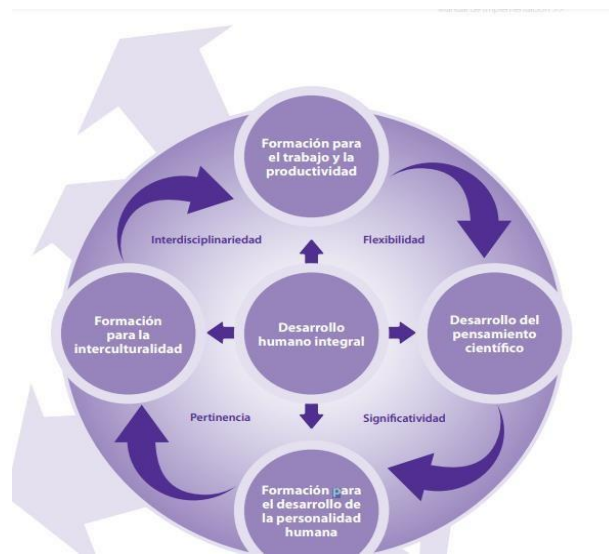 Formación para
el trabajo y la
productividad
Interdisciplinariedad
Flexibilidad
Formación
para la
interculturalidad
Desarrollo
humano integral
Desarrollo del
pensamiento
científico
Pertinencia
Significatividad
Formación para
el desarrollo de
la personalidad
humana